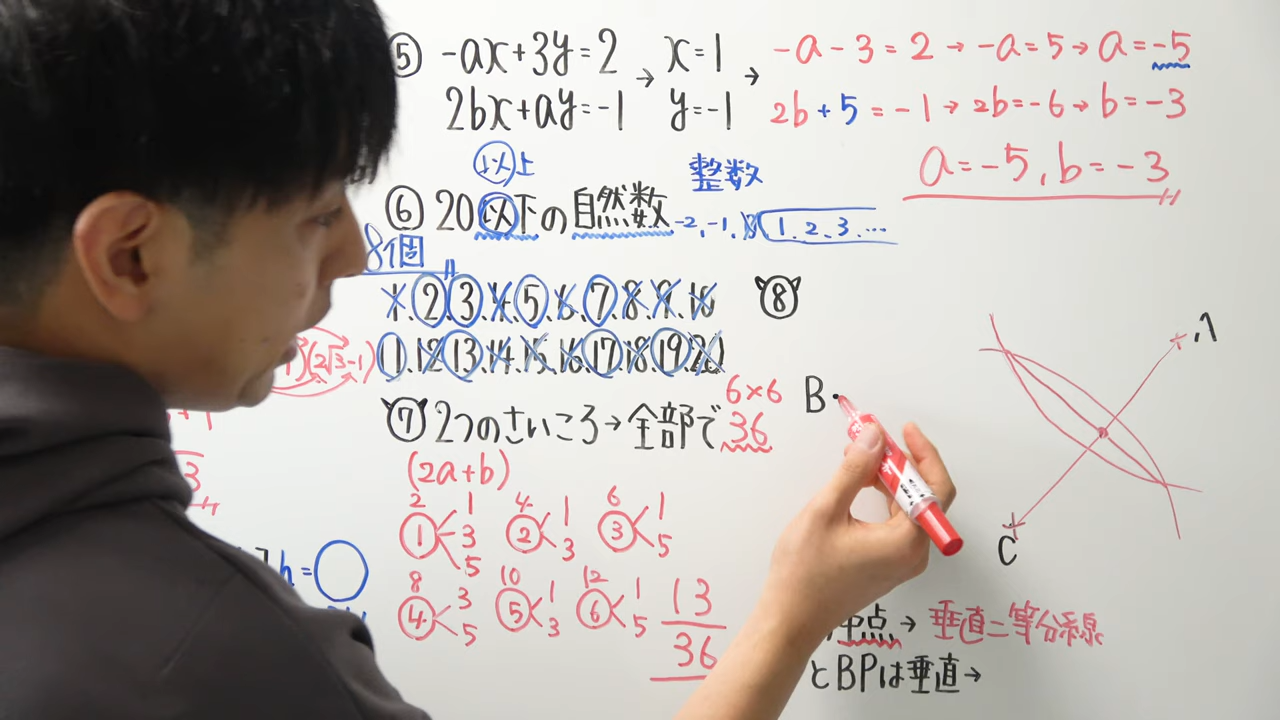 ⑤ -ax+3y=2 → x=1 → -a-3=2→-a=5→a=-5
2bx+ay=-1 y=-1 2b+5=-1→2b=-6→b=-3
a=-5, b=-3
以上 整数
⑥ 20以下の自然数 -2,-1,0,1.2.3.…
8個
1.2.3.4.5.6.7.8.9.10
11.12.13.14.15.16.17.18.19.20
(2√3-1)
⑦ 2つのさいころ→全部で36
6×6
(2a+b)
2 1 4 1 6 1
① 3 ② 3 ③ 5
5
8 3 10 1 12 1
④ 5 ⑤ 3 ⑥ 5
13
36
⑧
A
B
C
h=
中点→垂直二等分線
とBPは垂直→